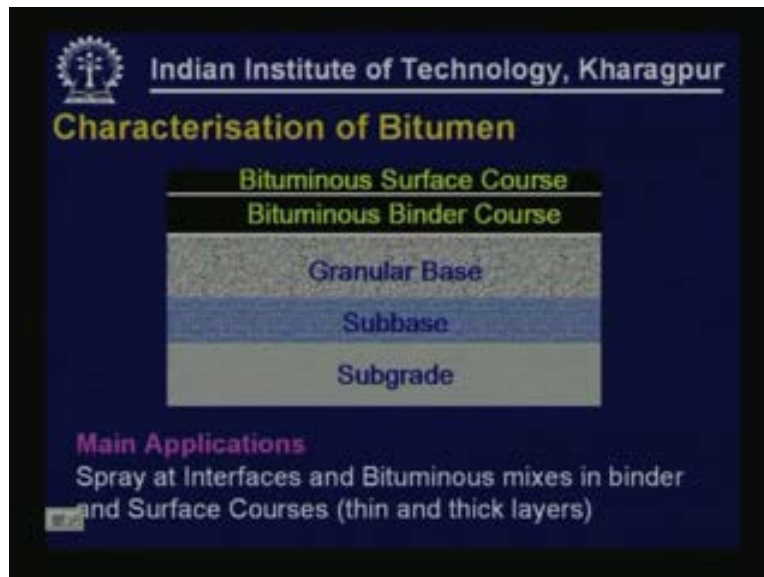 Indian Institute of Technology, Kharagpur
Characterisation of Bitumen
Bituminous Surface Course
Bituminous Binder Course
Granular Base
Subbase
Subgrade
Main Applications
Spray at Interfaces and Bituminous mixes in binder
and Surface Courses (thin and thick layers)